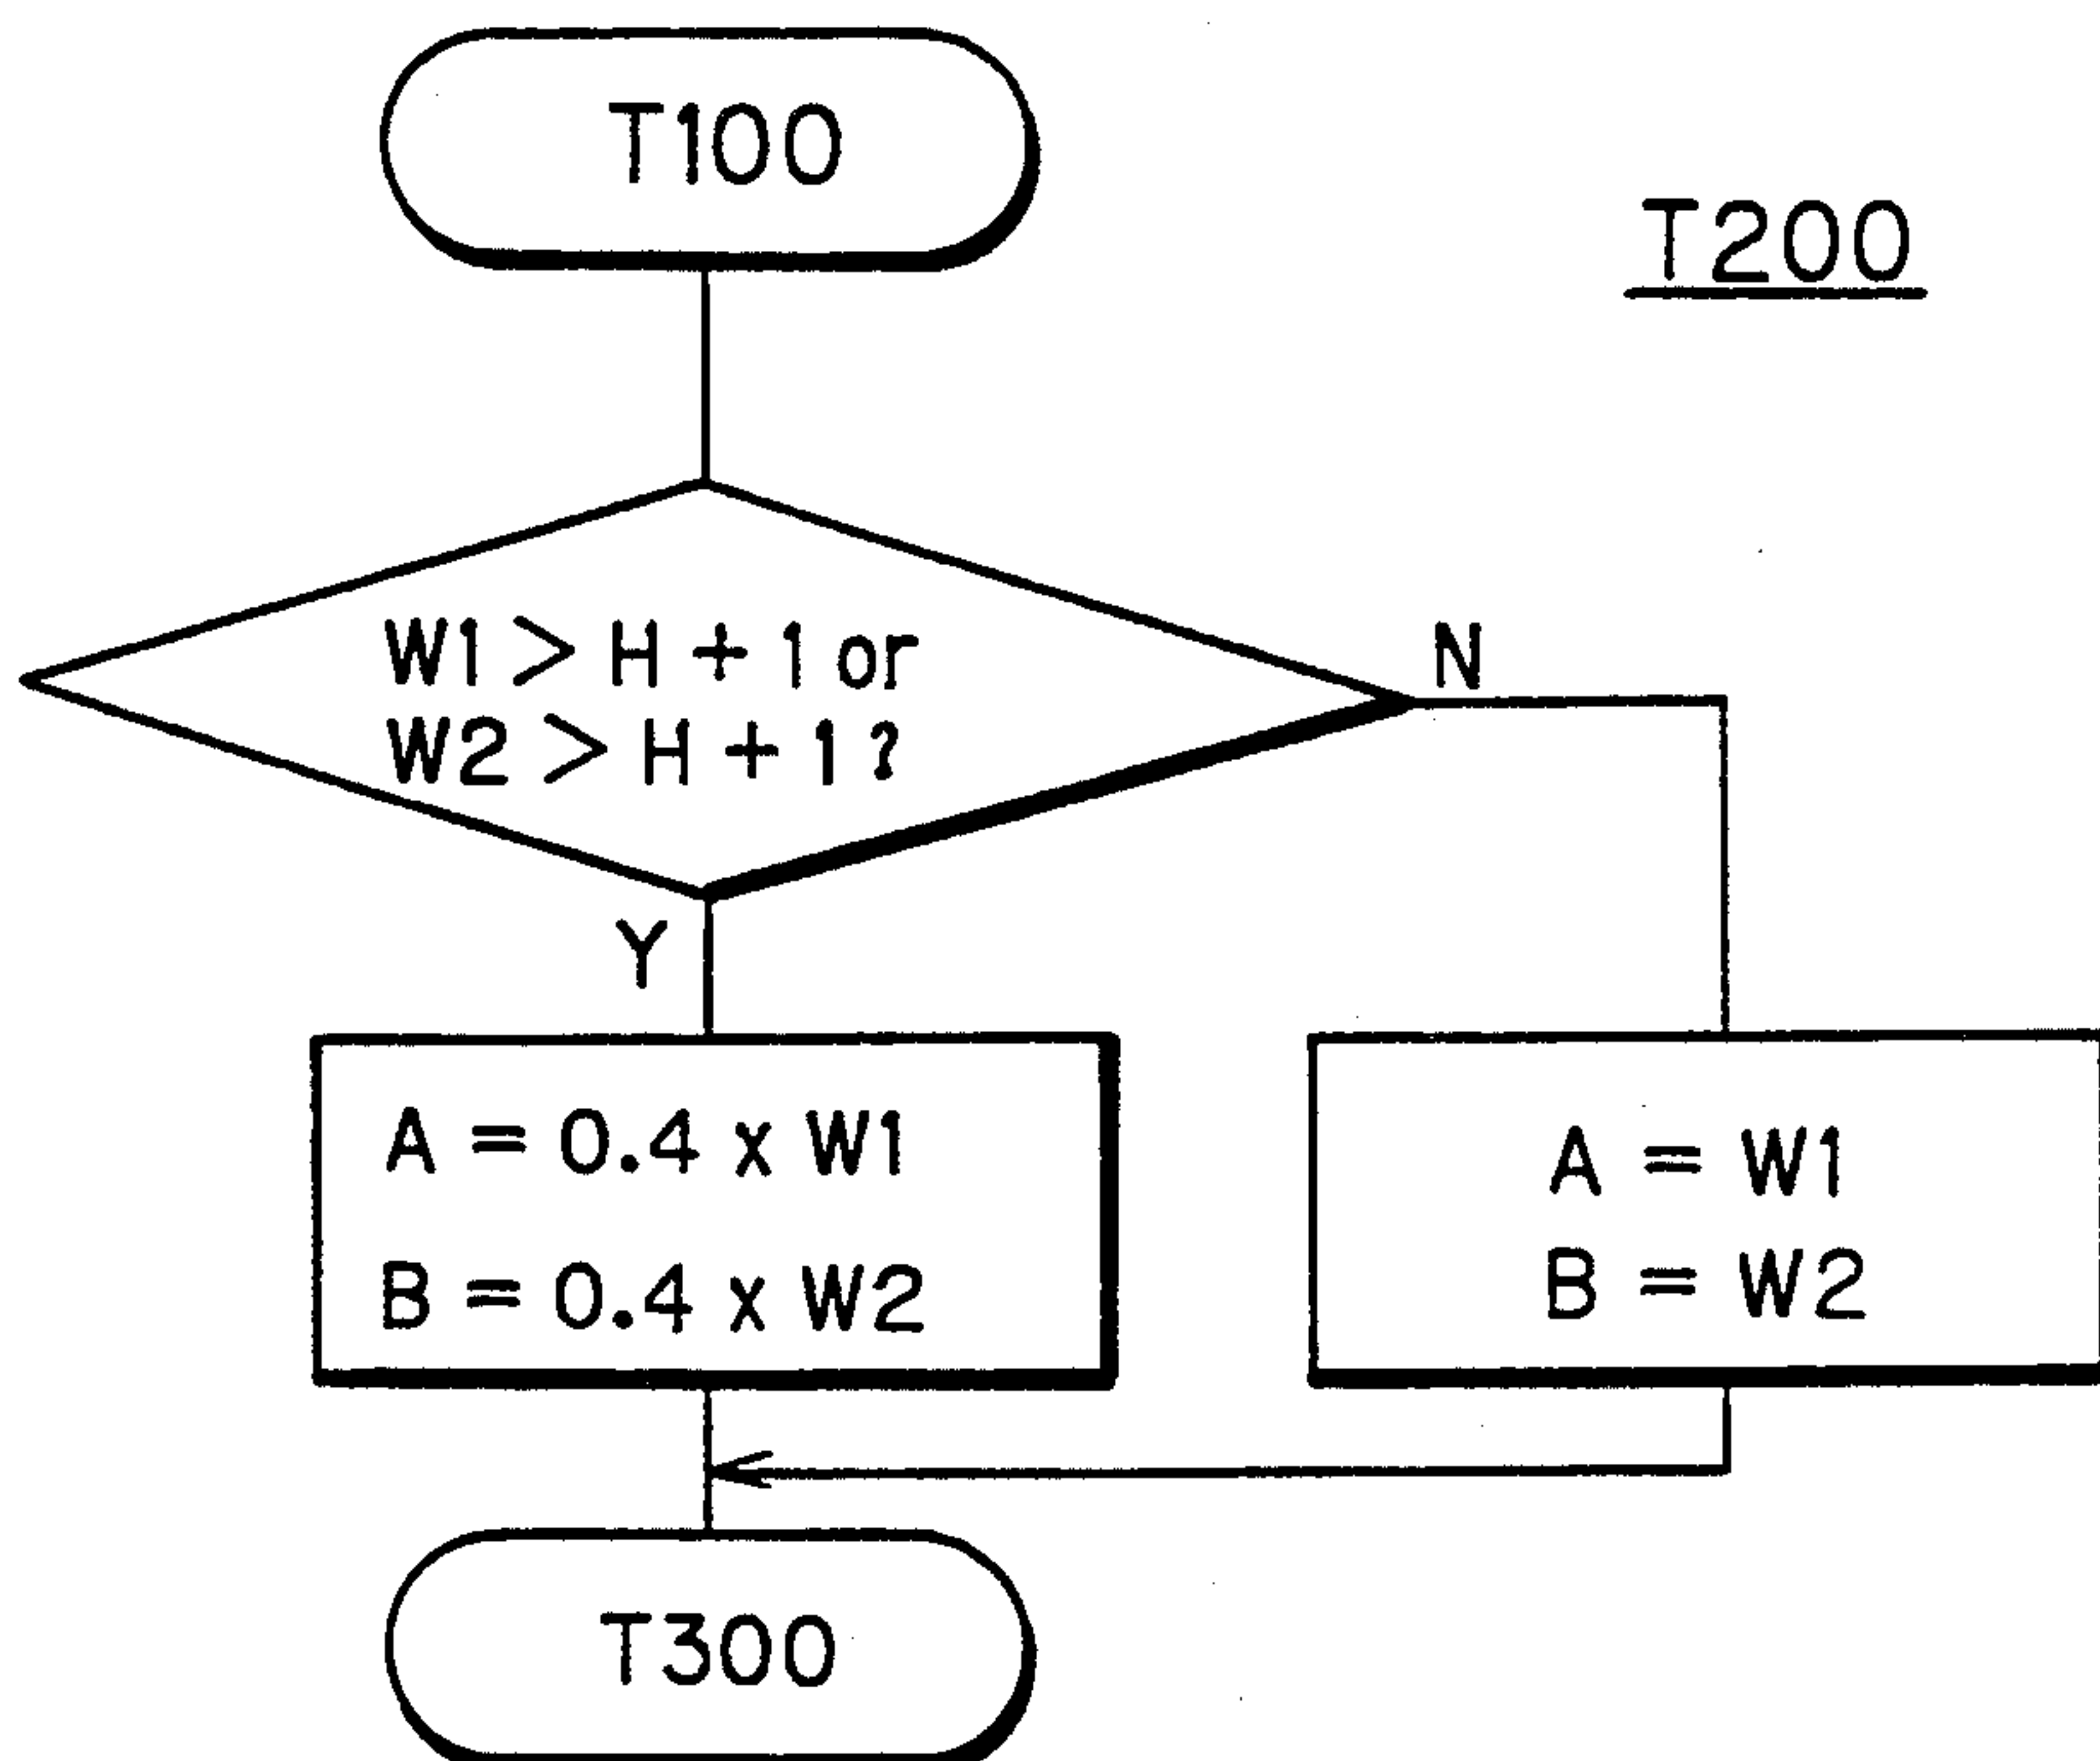 T100
T200
W1 > H + 1 or
W2 > H + 1 ?
N
Y
A = 0.4 x W1
B = 0.4 x W2
A = W1
B = W2
T300